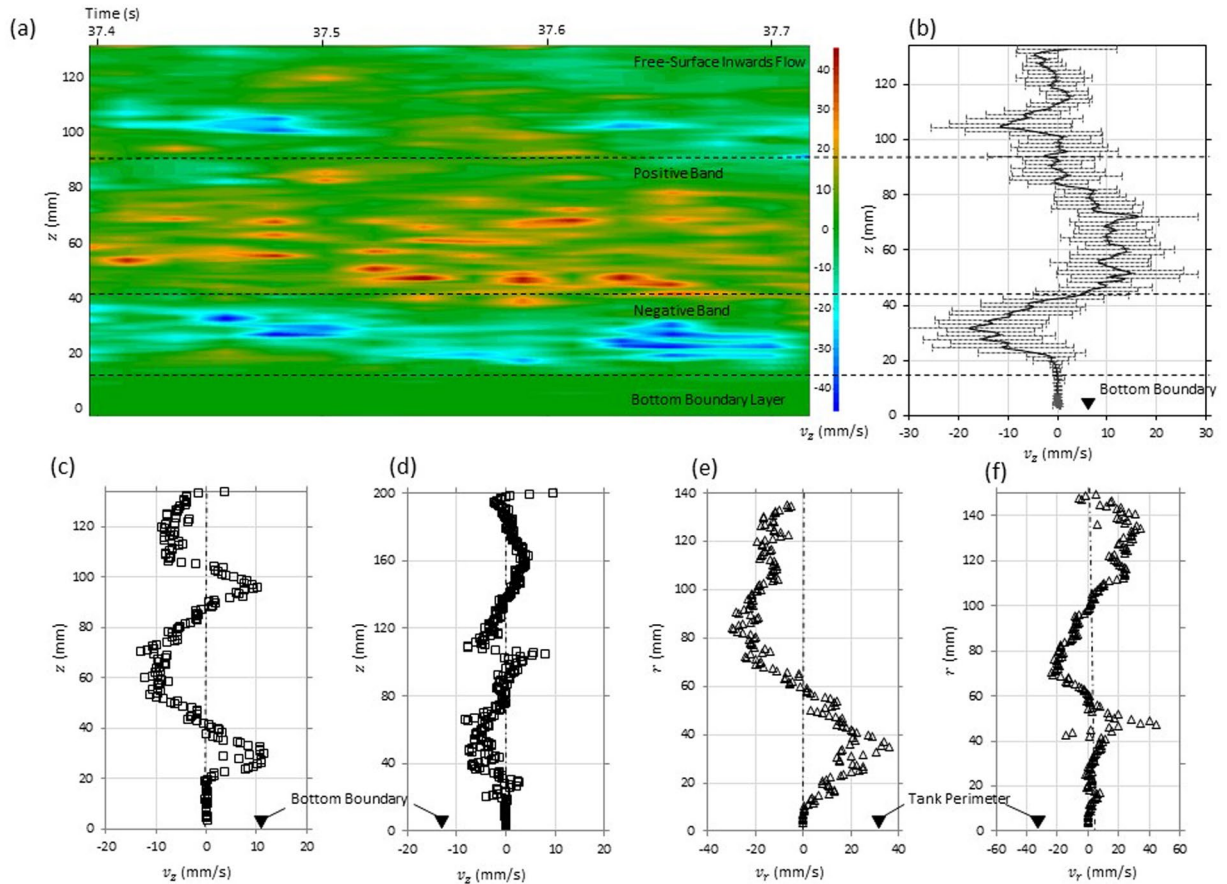 Time (s)
(a)
37.4 37.5 37.6 37.7
(b)
Free-Surface Inwards Flow
Positive Band
Negative Band
Bottom Boundary Layer
z (mm)
120
100
80
60
40
20
0
40
30
20
10
0
-10
-20
-30
-40
v_z (mm/s)
z (mm)
120
100
80
60
40
20
0
Bottom Boundary
-30 -20 -10 0 10 20 30
v_z (mm/s)
(c)
z (mm)
120
100
80
60
40
20
0
-20 -10 0 10 20
v_z (mm/s)
Bottom Boundary
(d)
z (mm)
200
160
120
80
40
0
-20 -10 0 10 20
v_z (mm/s)
(e)
r (mm)
140
120
100
80
60
40
20
0
-40 -20 0 20 40
v_r (mm/s)
Tank Perimeter
(f)
r (mm)
140
120
100
80
60
40
20
0
-60 -40 -20 0 20 40 60
v_r (mm/s)